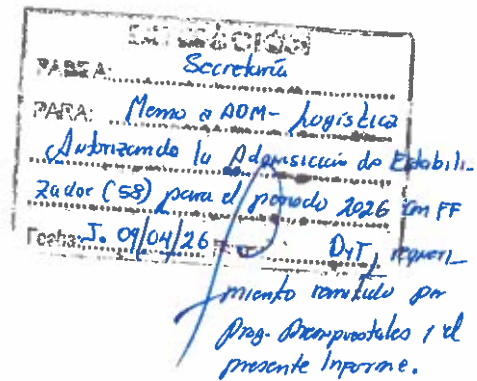 PASE A: Secretaría
PARA: Memo a ADM- Logística
Autorizando la Adquisición de Estabili-
zador (58) para el periodo 2026 con FF
Fecha: J. 09/04/26 DyT, requeri_
miento remitido por
Prog. Presupuestales y el
presente Informe.